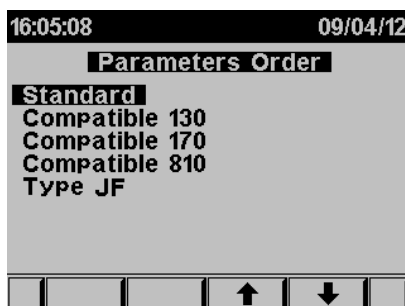 16:05:08 09/04/12
Parameters Order
Standard
Compatible 130
Compatible 170
Compatible 810
Type JF